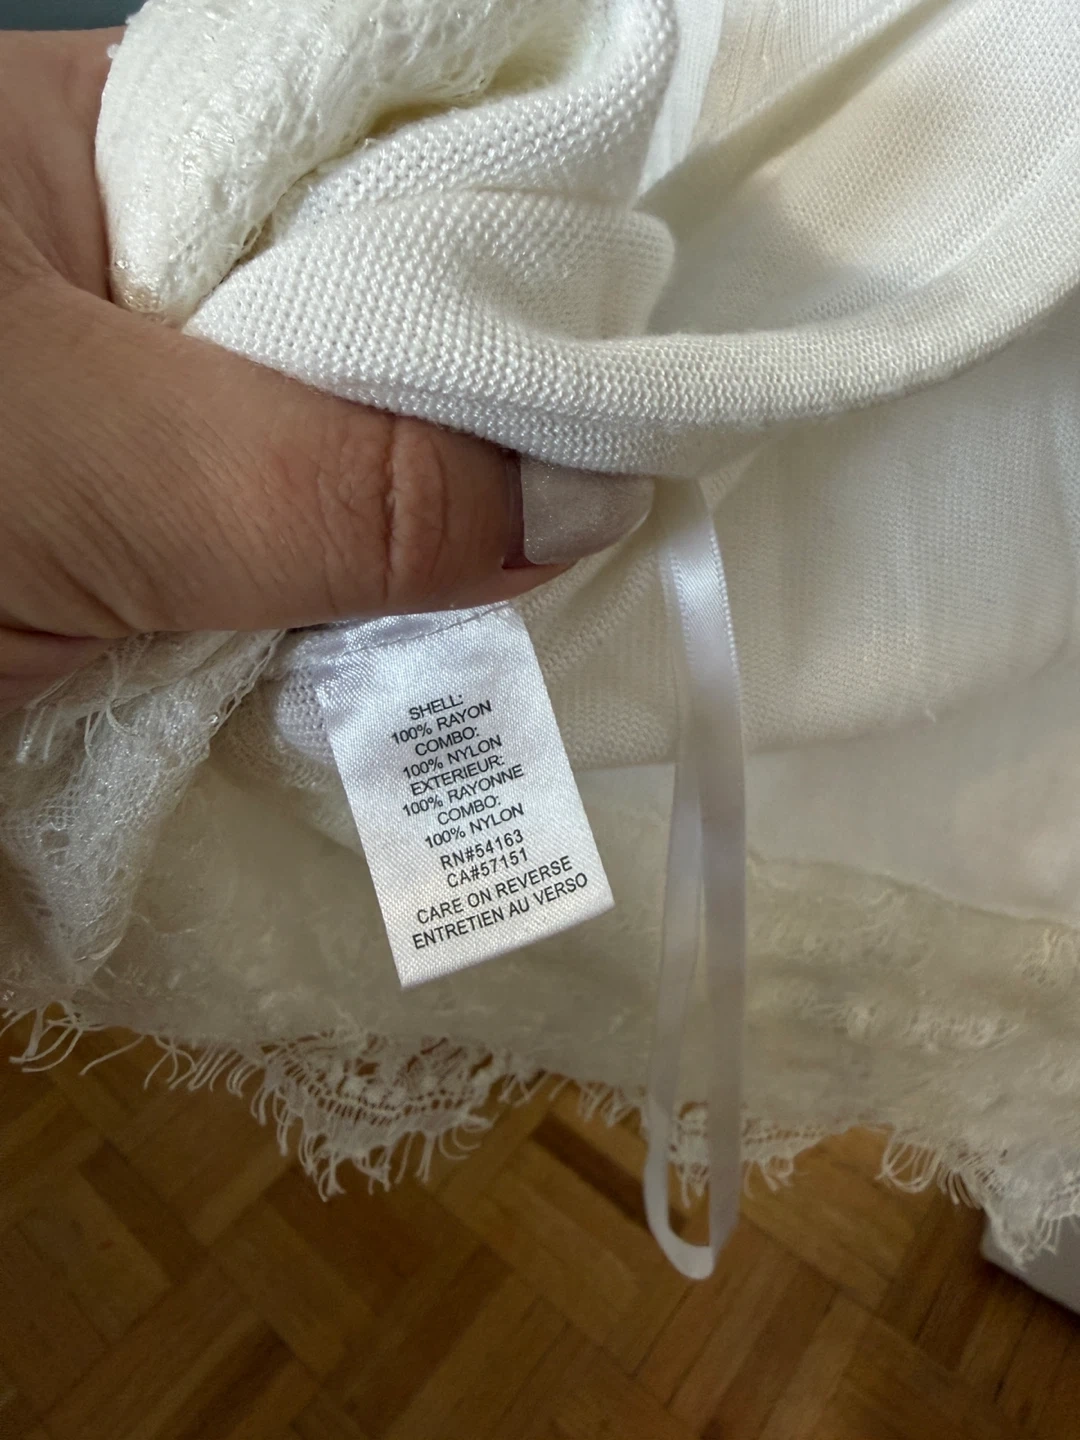 SHELL:
100% RAYON
COMBO:
100% NYLON
EXTERIEUR:
100% RAYONNE
COMBO:
100% NYLON
RN#54163
CA#57151
CARE ON REVERSE
ENTRETIEN AU VERSO